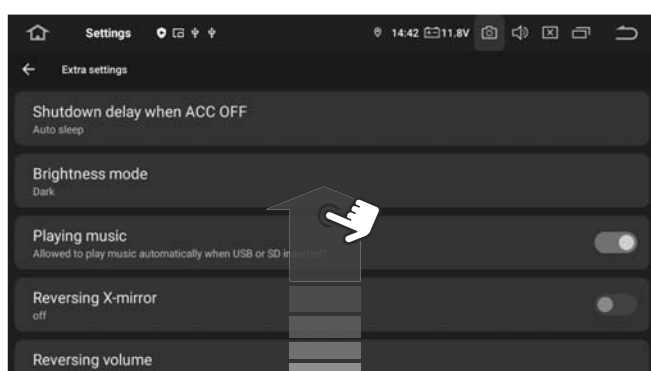 Settings
14:42 11.8V
Extra settings
Shutdown delay when ACC OFF
Auto sleep
Brightness mode
Dark
Playing music
Allowed to play music automatically when USB or SD inserted?
Reversing X-mirror
off
Reversing volume